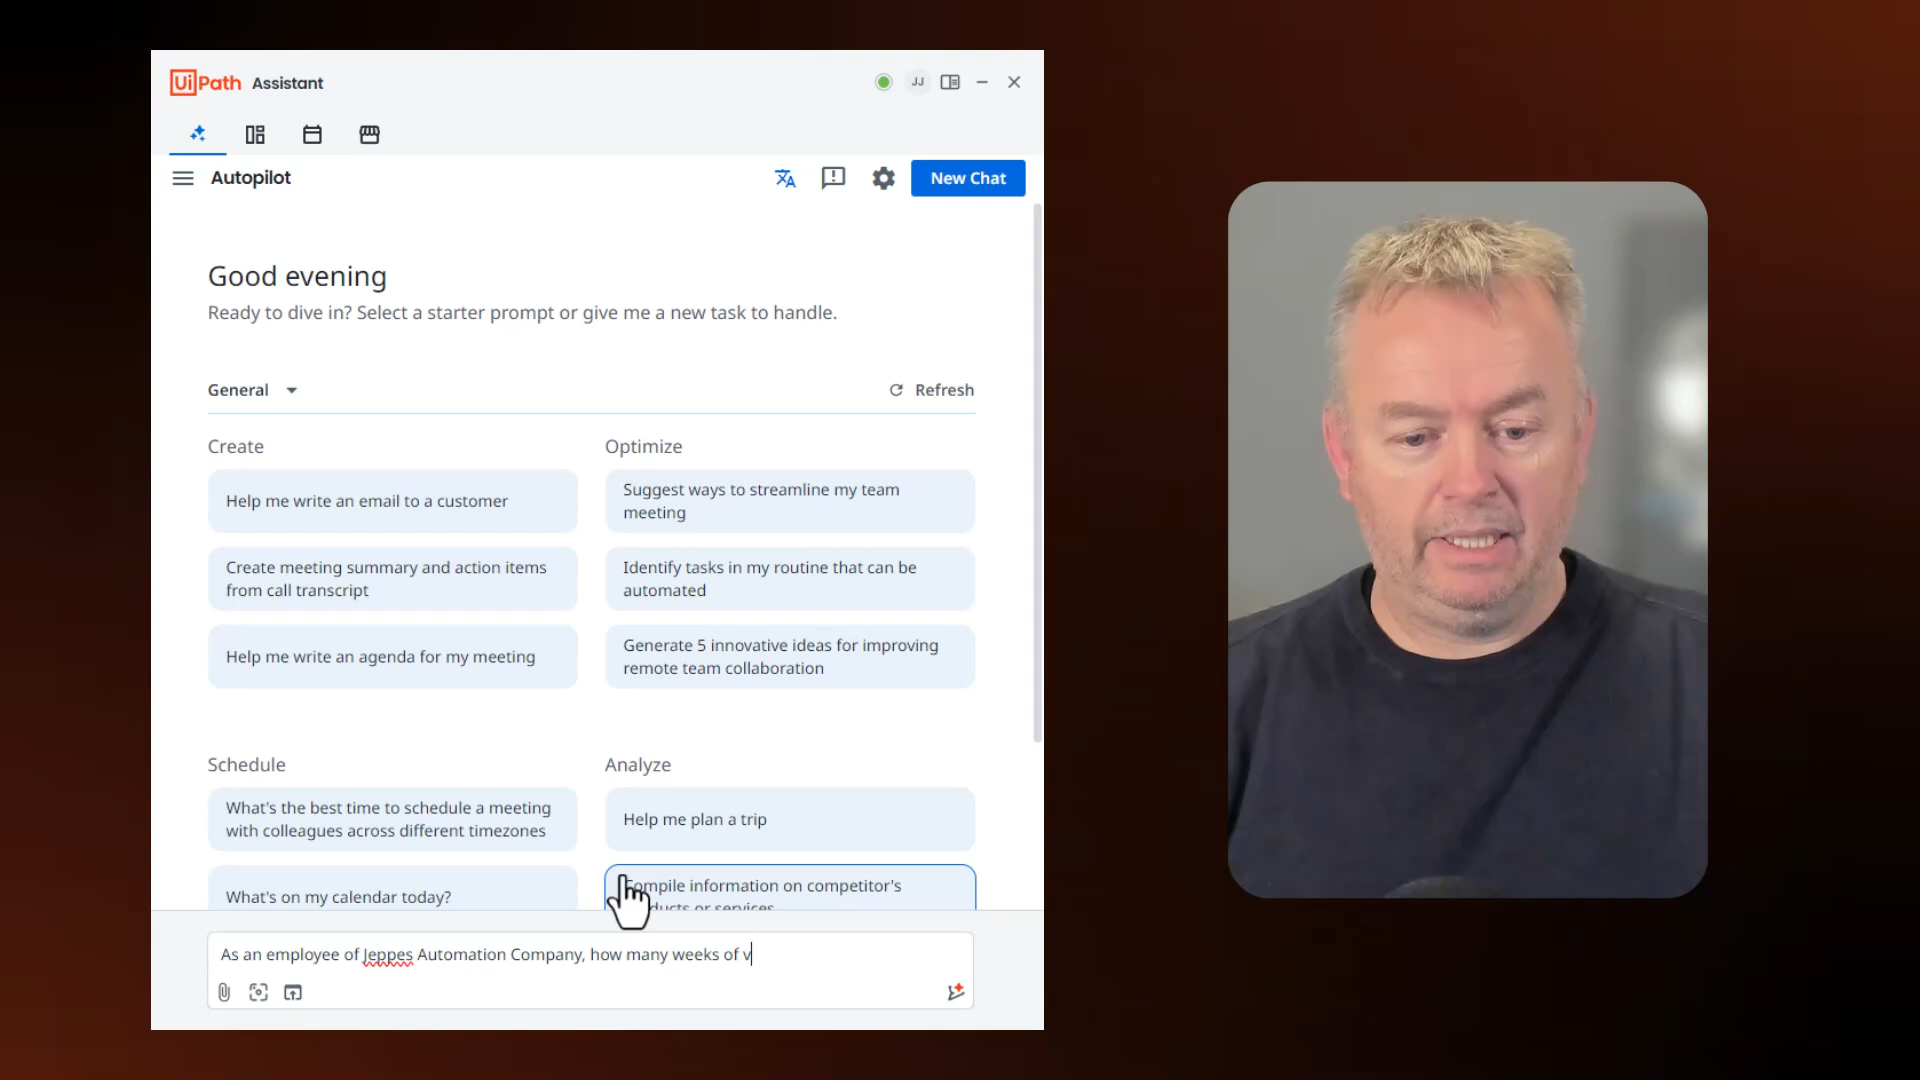 UiPath Assistant
JJ
Autopilot
New Chat
Good evening
Ready to dive in? Select a starter prompt or give me a new task to handle.
General
Refresh
Create
Help me write an email to a customer
Create meeting summary and action items
from call transcript
Help me write an agenda for my meeting
Optimize
Suggest ways to streamline my team
meeting
Identify tasks in my routine that can be
automated
Generate 5 innovative ideas for improving
remote team collaboration
Schedule
What's the best time to schedule a meeting
with colleagues across different timezones
What's on my calendar today?
Analyze
Help me plan a trip
information on competitor's
or services
As an employee of Jeppes Automation Company, how many weeks of v